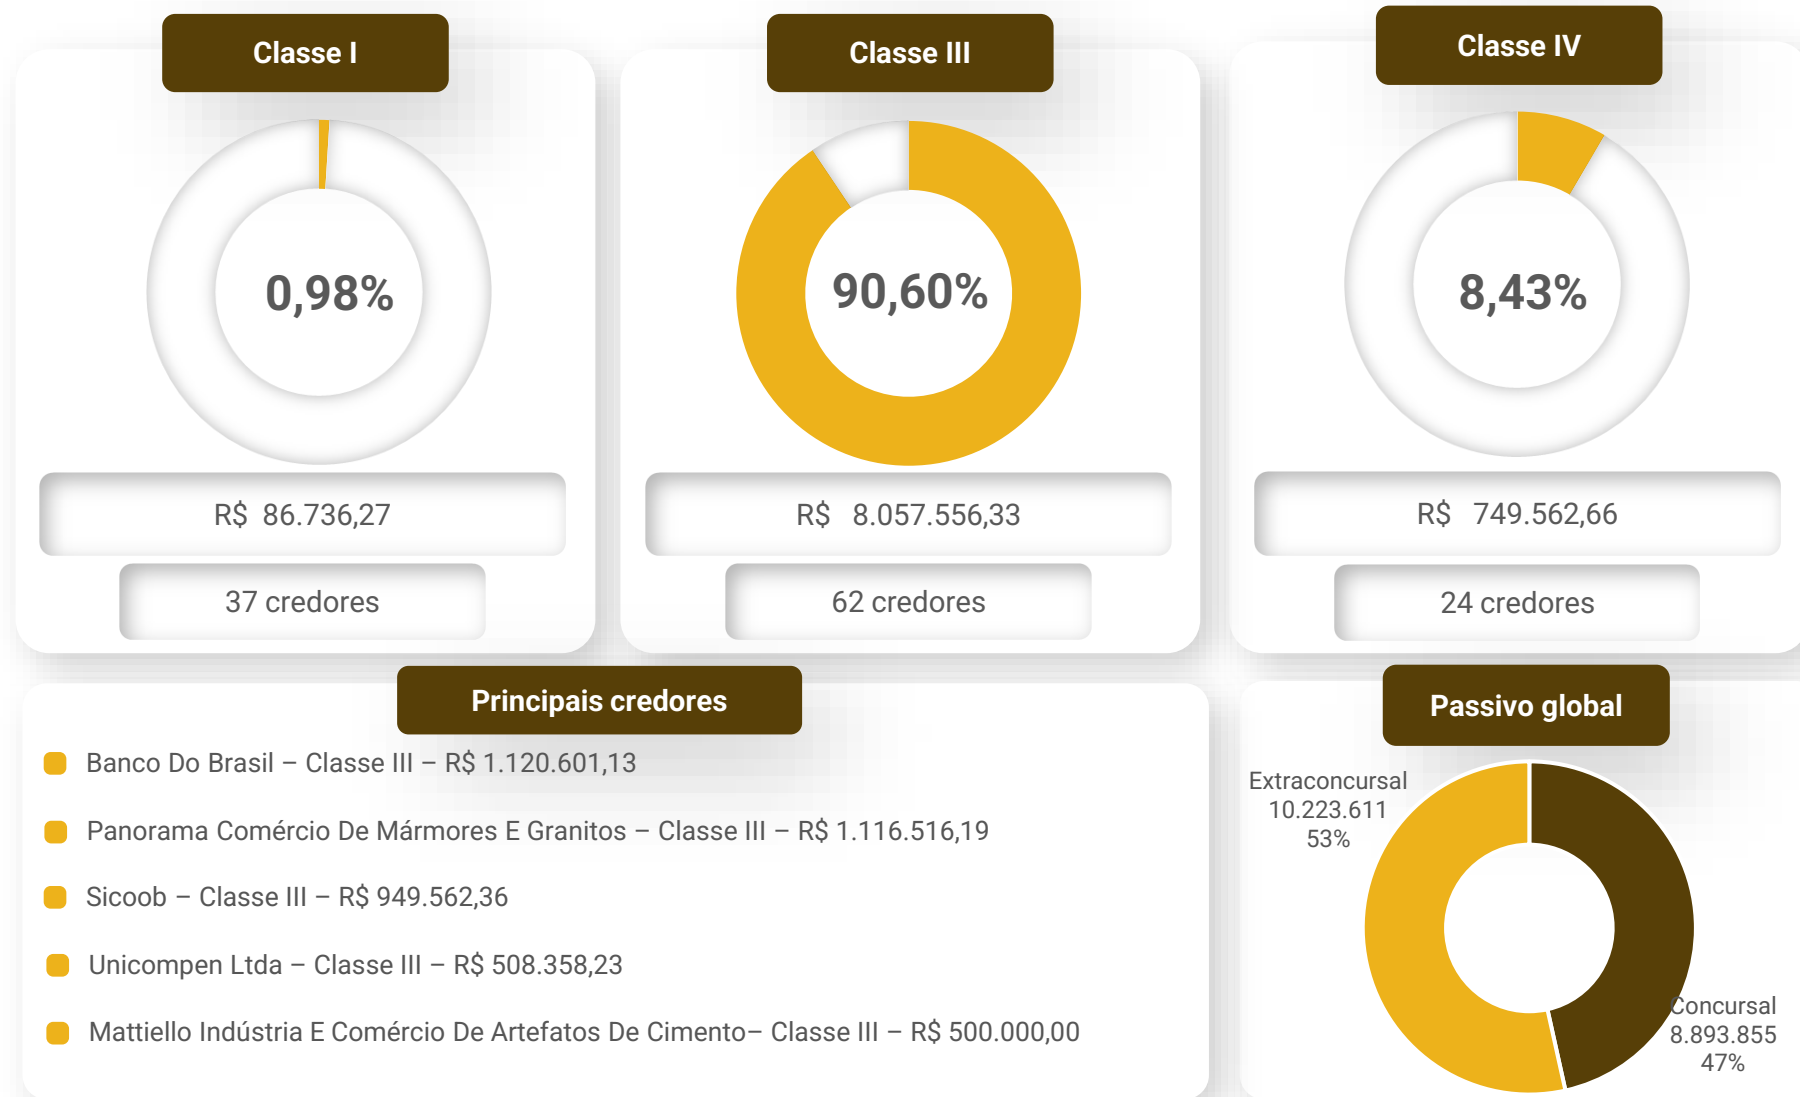 Classe I
0,98%
R$ 86.736,27
37 credores
Classe III
90,60%
R$ 8.057.556,33
62 credores
Classe IV
8,43%
R$ 749.562,66
24 credores
Principais credores
Banco Do Brasil – Classe III – R$ 1.120.601,13
Panorama Comércio De Mármores E Granitos – Classe III – R$ 1.116.516,19
Sicoob – Classe III – R$ 949.562,36
Unicompen Ltda – Classe III – R$ 508.358,23
Mattiello Indústria E Comércio De Artefatos De Cimento– Classe III – R$ 500.000,00
Passivo global
Extraconcursal
10.223.611
53%
Concursal
8.893.855
47%